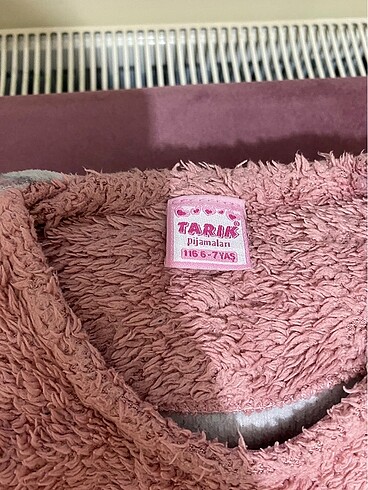 TARIK®
pijamaları
116 6-7 YAŞ